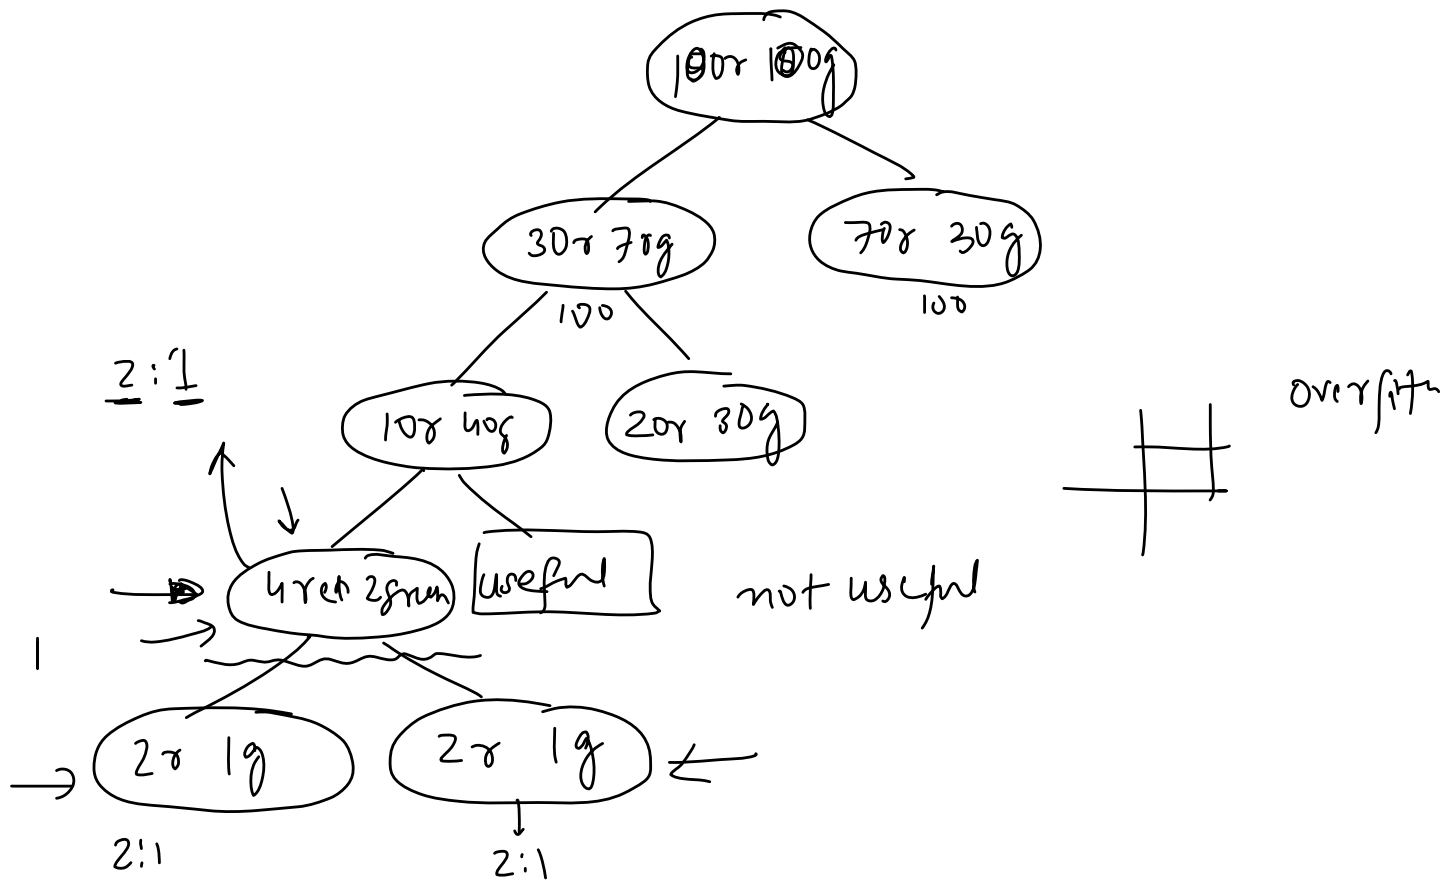 100r 100g
30r 70g
70r 30g
100
100
2:1
10r 40g
20r 30g
4 red 2 green
useful
not useful
1
2r 1g
2r 1g
2:1
2:1